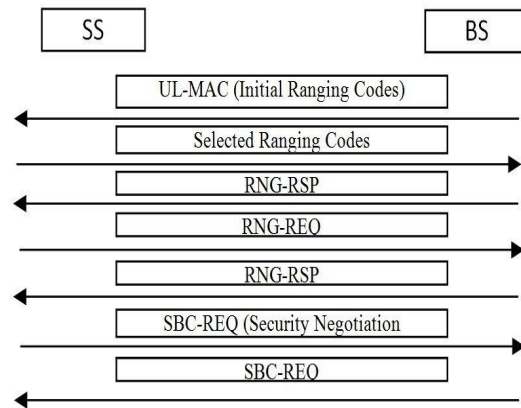 SS
BS
UL-MAC (Initial Ranging Codes)
Selected Ranging Codes
RNG-RSP
RNG-REQ
RNG-RSP
SBC-REQ (Security Negotiation
SBC-REQ